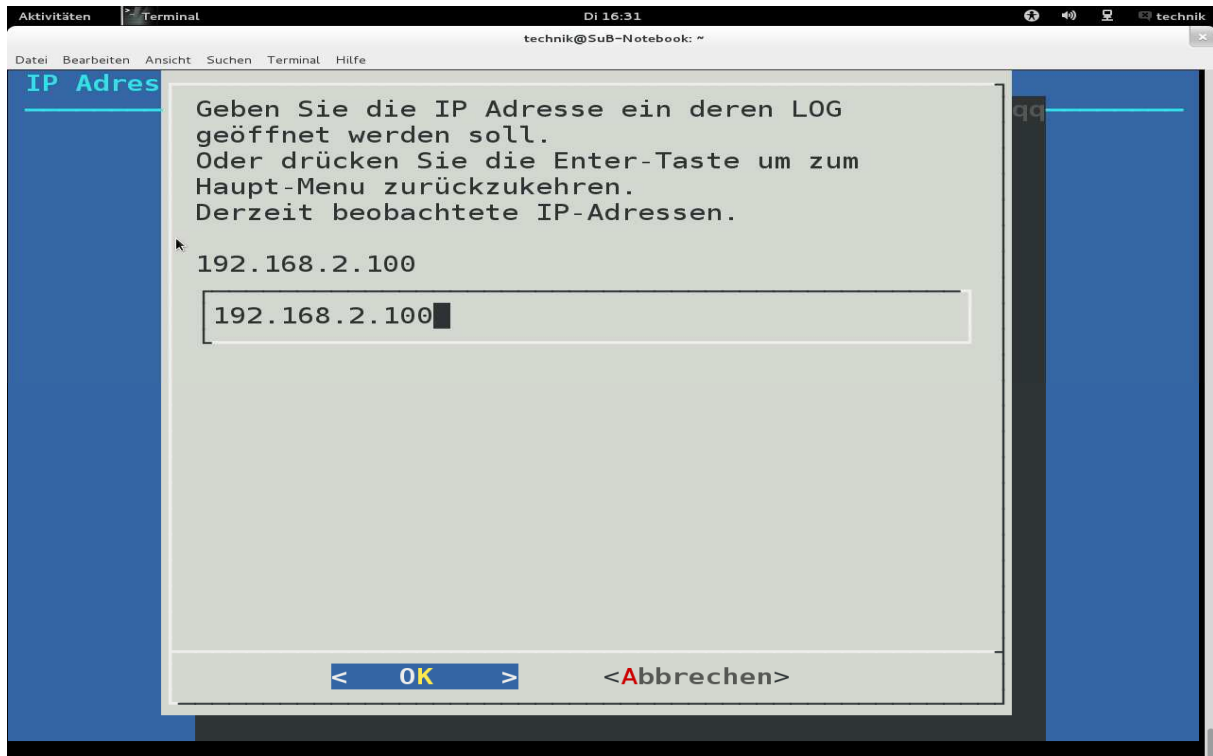 Aktivitäten Terminal Di 16:31 technik
technik@SuB-Notebook: ~
Datei Bearbeiten Ansicht Suchen Terminal Hilfe
IP Adres
qq
Geben Sie die IP Adresse ein deren LOG
geöffnet werden soll.
Oder drücken Sie die Enter-Taste um zum
Haupt-Menu zurückzukehren.
Derzeit beobachtete IP-Adressen.
192.168.2.100
192.168.2.100
< OK > <Abbrechen>